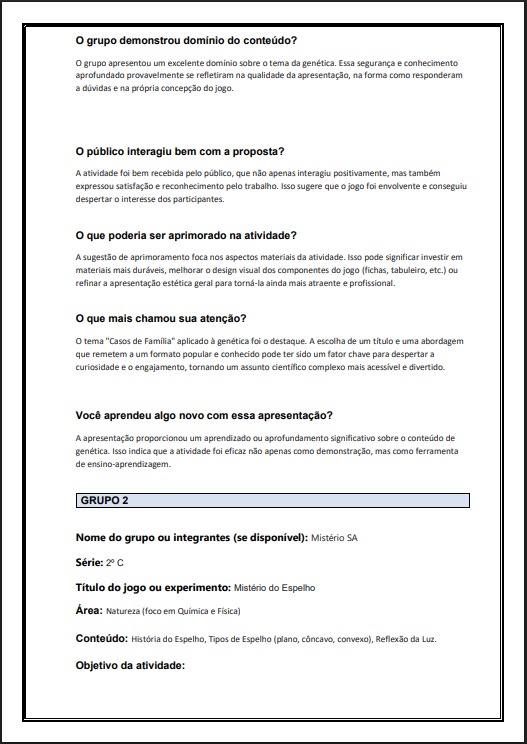 O grupo demonstrou domínio do conteúdo?
O grupo apresentou um excelente domínio sobre o tema da genética. Essa segurança e conhecimento
aprofundado provavelmente se refletiram na qualidade da apresentação, na forma como responderam
a dúvidas e na própria concepção do jogo.
O público interagiu bem com a proposta?
A atividade foi bem recebida pelo público, que não apenas interagiu positivamente, mas também
expressou satisfação e reconhecimento pelo trabalho. Isso sugere que o jogo foi envolvente e conseguiu
despertar o interesse dos participantes.
O que poderia ser aprimorado na atividade?
A sugestão de aprimoramento foca nos aspectos materiais da atividade. Isso pode significar investir em
materiais mais duráveis, melhorar o design visual dos componentes do jogo (fichas, tabuleiro, etc.) ou
refinar a apresentação estética geral para torná-la ainda mais atraente e profissional.
O que mais chamou sua atenção?
O tema "Casos de Família" aplicado à genética foi o destaque. A escolha de um título e uma abordagem
que remetem a um formato popular e conhecido pode ter sido um fator chave para despertar a
curiosidade e o engajamento, tornando um assunto científico complexo mais acessível e divertido.
Você aprendeu algo novo com essa apresentação?
A apresentação proporcionou um aprendizado ou aprofundamento significativo sobre o conteúdo de
genética. Isso indica que a atividade foi eficaz não apenas como demonstração, mas como ferramenta
de ensino-aprendizagem.
GRUPO 2
Nome do grupo ou integrantes (se disponível): Mistério SA
Série: 2º C
Título do jogo ou experimento: Mistério do Espelho
Área: Natureza (foco em Química e Física)
Conteúdo: História do Espelho, Tipos de Espelho (plano, côncavo, convexo), Reflexão da Luz.
Objetivo da atividade: